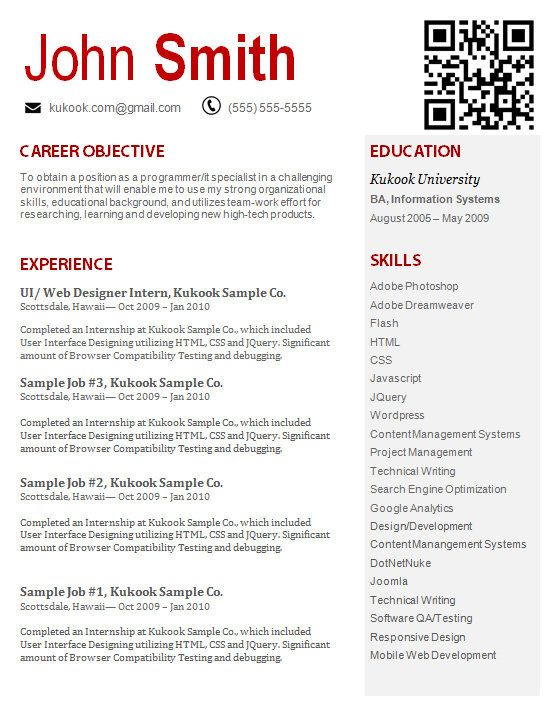 John Smith
kukook.com@gmail.com (555) 555-5555
CAREER OBJECTIVE
To obtain a position as a programmer/it specialist in a challenging
environment that will enable me to use my strong organizational
skills, educational background, and utilizes team-work effort for
researching, learning and developing new high-tech products.
EXPERIENCE
UI/ Web Designer Intern, Kukook Sample Co.
Scottsdale, Hawaii— Oct 2009 – Jan 2010
Completed an Internship at Kukook Sample Co., which included
User Interface Designing utilizing HTML, CSS and JQuery. Significant
amount of Browser Compatibility Testing and debugging.
Sample Job #3, Kukook Sample Co.
Scottsdale, Hawaii— Oct 2009 – Jan 2010
Completed an Internship at Kukook Sample Co., which included
User Interface Designing utilizing HTML, CSS and JQuery. Significant
amount of Browser Compatibility Testing and debugging.
Sample Job #2, Kukook Sample Co.
Scottsdale, Hawaii— Oct 2009 – Jan 2010
Completed an Internship at Kukook Sample Co., which included
User Interface Designing utilizing HTML, CSS and JQuery. Significant
amount of Browser Compatibility Testing and debugging.
Sample Job #1, Kukook Sample Co.
Scottsdale, Hawaii— Oct 2009 – Jan 2010
Completed an Internship at Kukook Sample Co., which included
User Interface Designing utilizing HTML, CSS and JQuery. Significant
amount of Browser Compatibility Testing and debugging.
EDUCATION
Kukook University
BA, Information Systems
August 2005 – May 2009
SKILLS
Adobe Photoshop
Adobe Dreamweaver
Flash
HTML
CSS
Javascript
JQuery
Wordpress
Content Management Systems
Project Management
Technical Writing
Search Engine Optimization
Google Analytics
Design/Development
Content Manangement Systems
DotNetNuke
Joomla
Technical Writing
Software QA/Testing
Responsive Design
Mobile Web Development